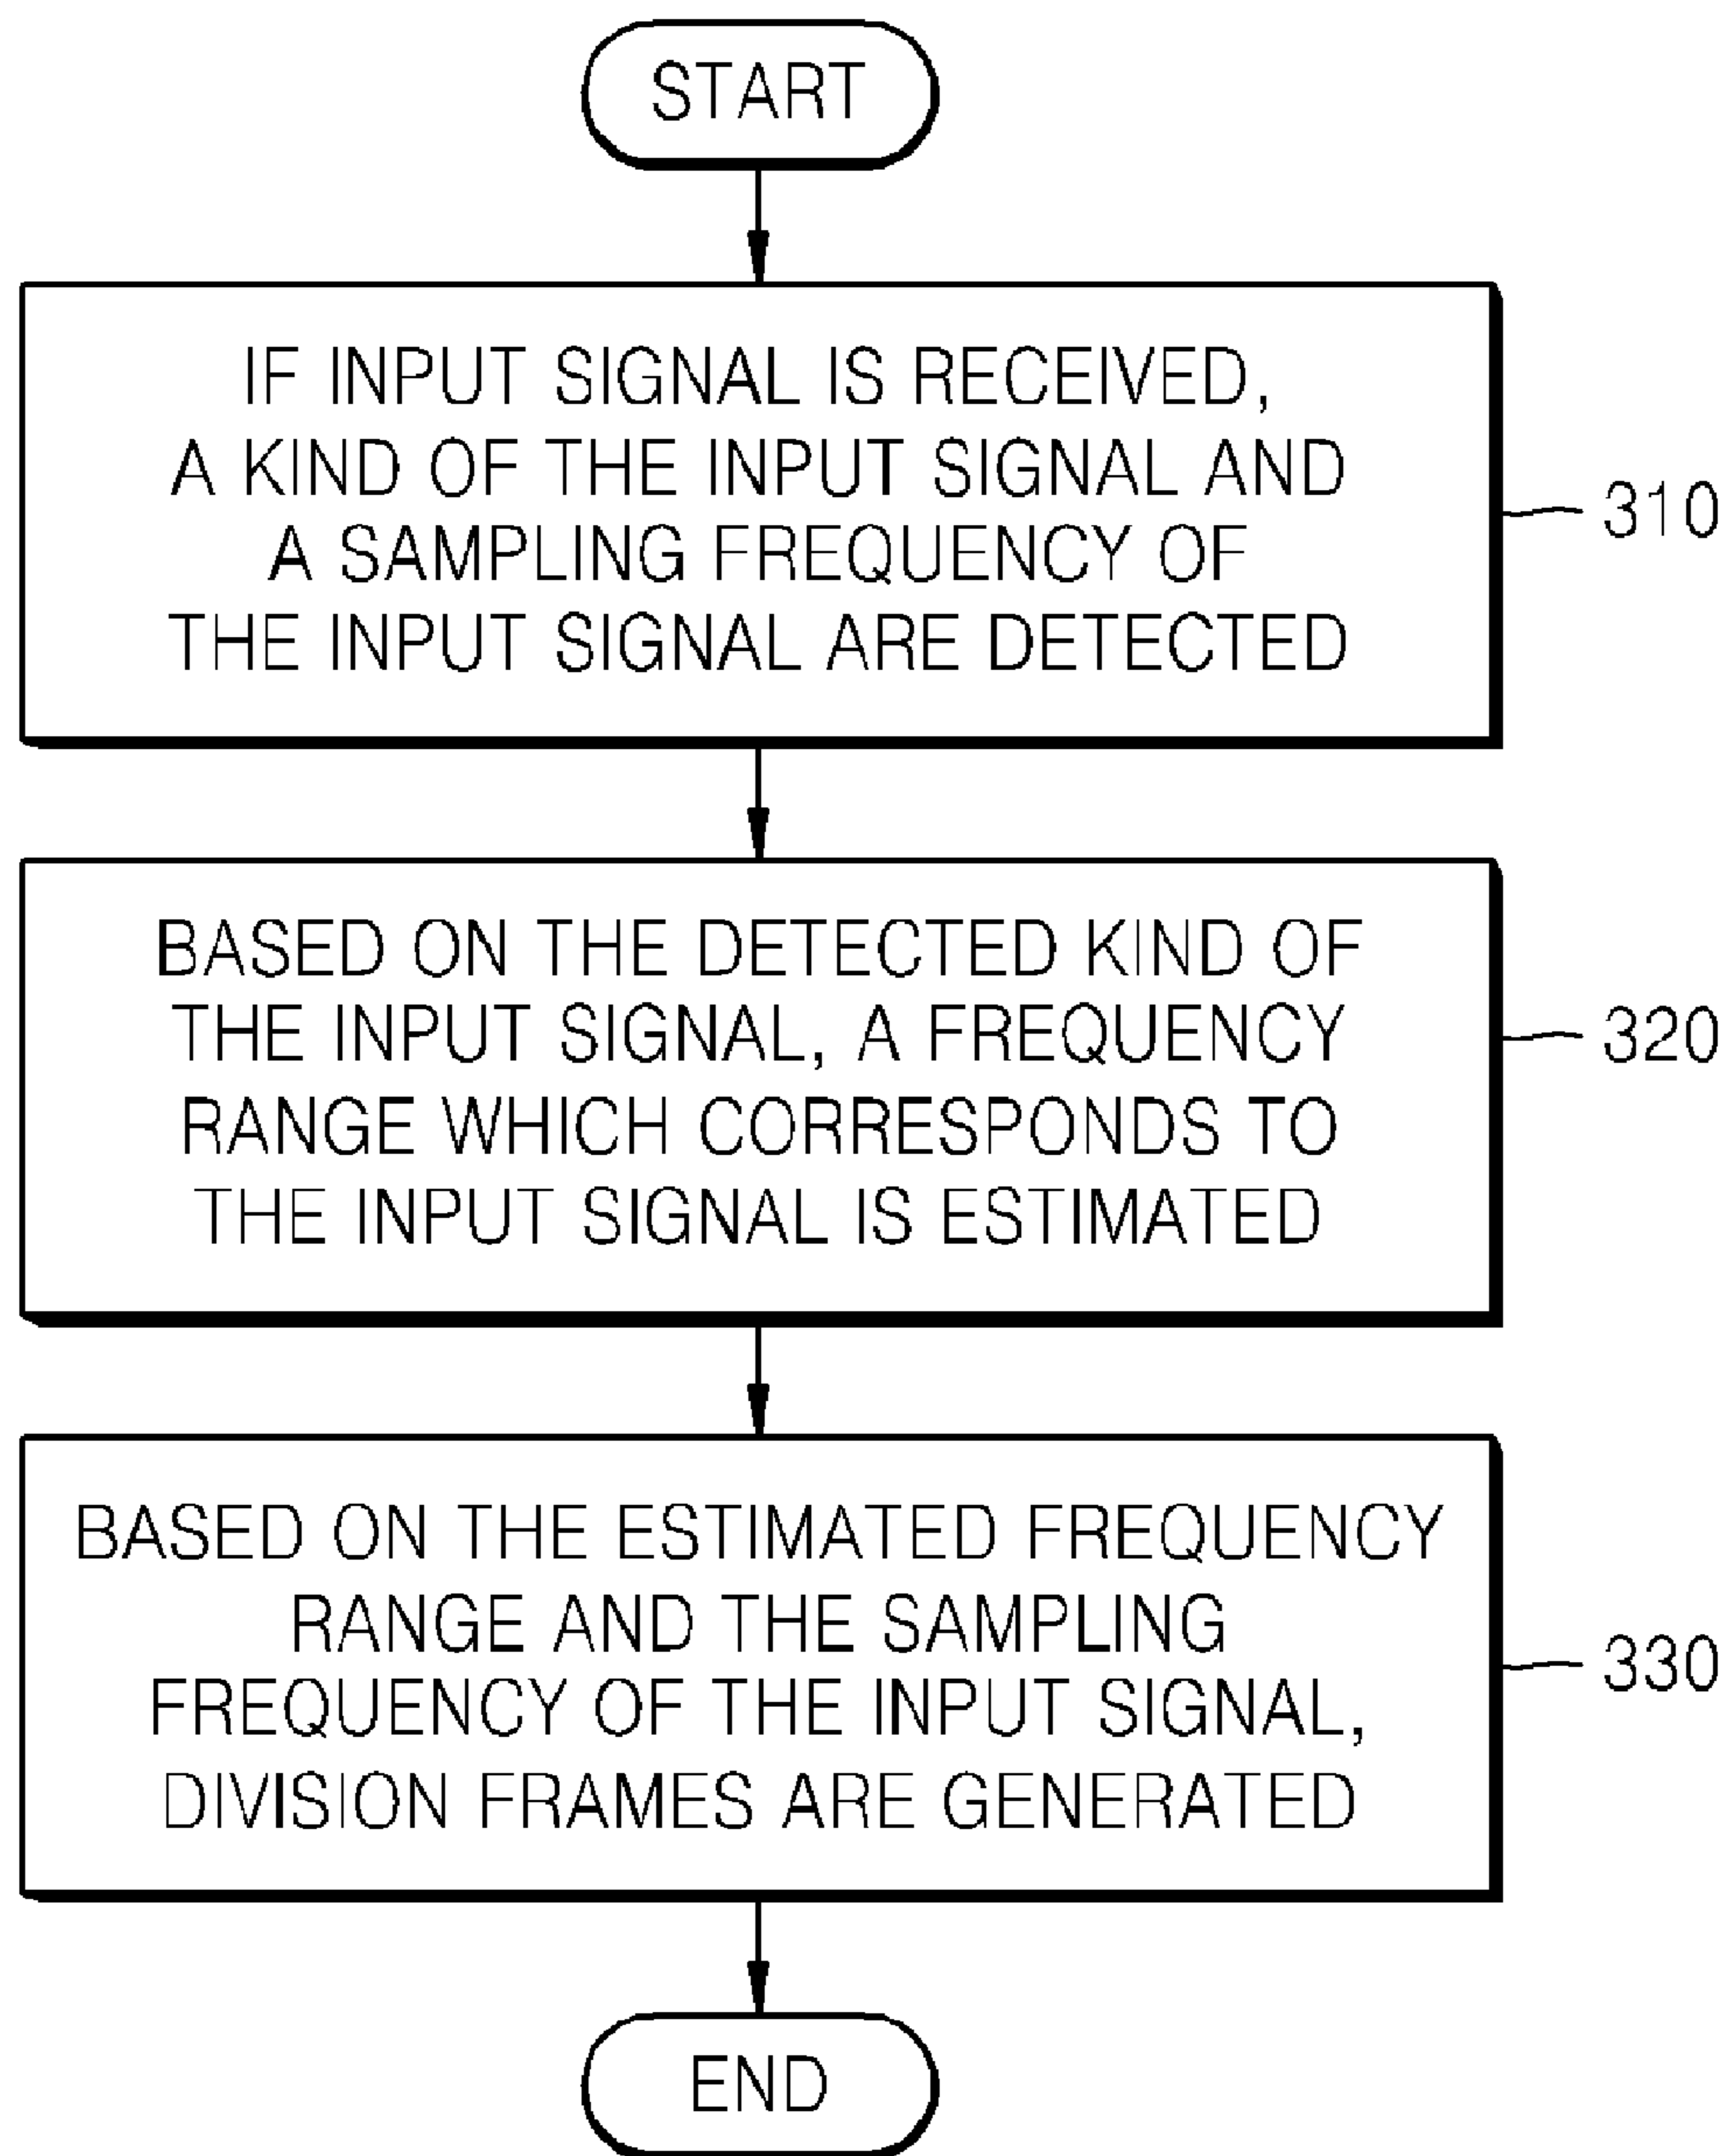 START
IF INPUT SIGNAL IS RECEIVED,
A KIND OF THE INPUT SIGNAL AND
A SAMPLING FREQUENCY OF
THE INPUT SIGNAL ARE DETECTED
310
BASED ON THE DETECTED KIND OF
THE INPUT SIGNAL, A FREQUENCY
RANGE WHICH CORRESPONDS TO
THE INPUT SIGNAL IS ESTIMATED
320
BASED ON THE ESTIMATED FREQUENCY
RANGE AND THE SAMPLING
FREQUENCY OF THE INPUT SIGNAL,
DIVISION FRAMES ARE GENERATED
330
END